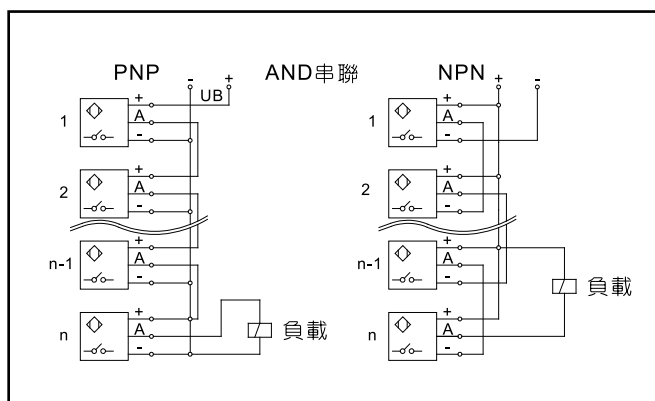 PNP - + AND串聯 NPN + -
UB
1 + A -
1 + A -
2 + A -
2 + A -
n-1 + A -
n-1 + A -
n + A -
負載
n + A -
負載